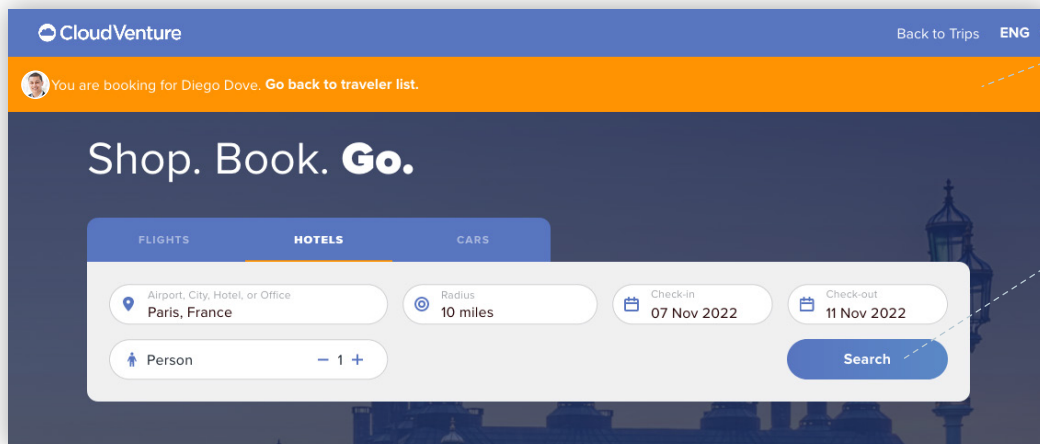 CloudVenture
Back to Trips ENG
You are booking for Diego Dove. Go back to traveler list.
Shop. Book. Go.
FLIGHTS HOTELS CARS
Airport, City, Hotel, or Office
Paris, France
Radius
10 miles
Check-in
07 Nov 2022
Check-out
11 Nov 2022
Person − 1 +
Search